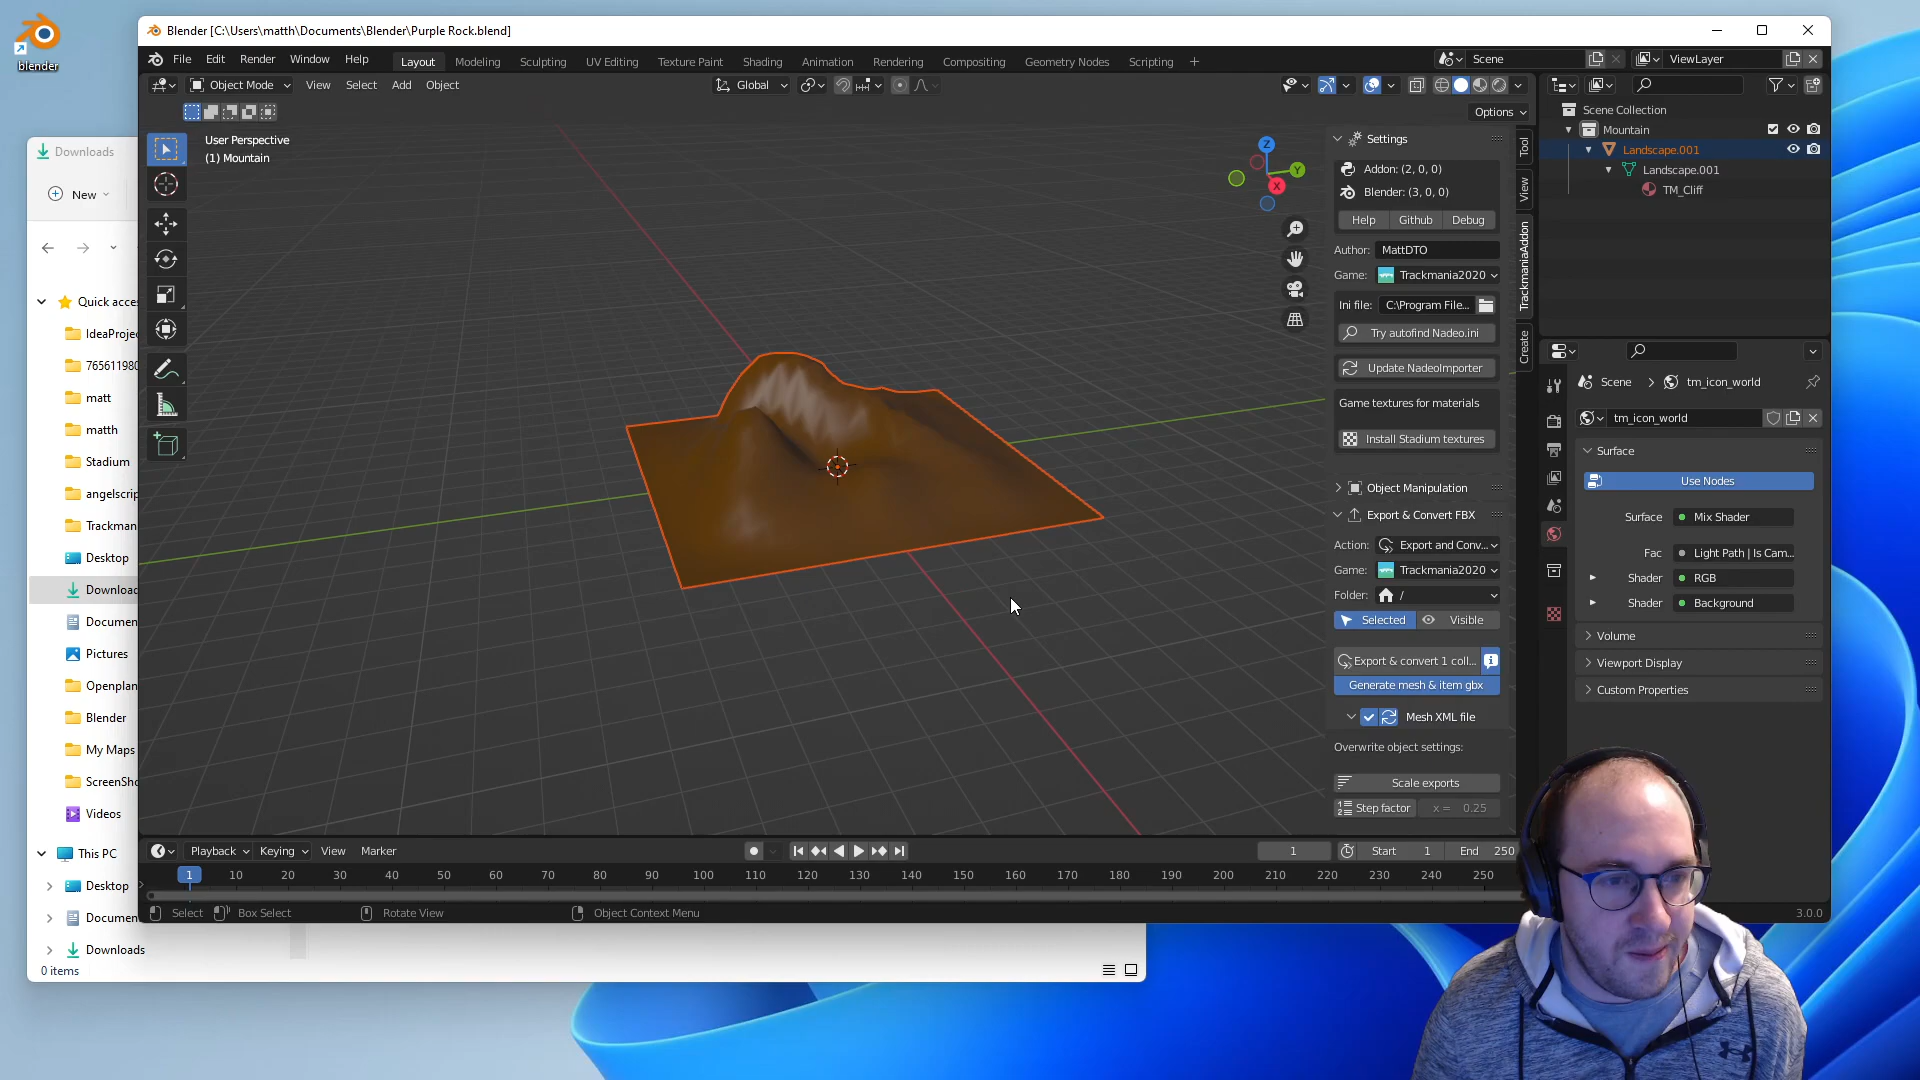 blender
Blender [C:\Users\matth\Documents\Blender\Purple Rock.blend]
File Edit Render Window Help
Layout Modeling Sculpting UV Editing Texture Paint Shading Animation Rendering Compositing Geometry Nodes Scripting +
Scene
ViewLayer
Object Mode View Select Add Object
Global
Options
User Perspective
(1) Mountain
Z
Y
X
Settings
Addon: (2, 0, 0)
Blender: (3, 0, 0)
Help Github Debug
Author: MattDTO
Game: Trackmania2020
Ini file: C:\Program File...
Try autofind Nadeo.ini
Update NadeoImporter
Game textures for materials
Install Stadium textures
Object Manipulation
Export & Convert FBX
Action: Export and Conv...
Game: Trackmania2020
Folder: /
Selected Visible
Export & convert 1 coll...
Generate mesh & item gbx
Mesh XML file
Overwrite object settings:
Scale exports
Step factor x = 0.25
Tool
View
TrackmaniaAddon
Create
Scene Collection
Mountain
Landscape.001
Landscape.001
TM_Cliff
Scene > tm_icon_world
tm_icon_world
Surface
Use Nodes
Surface Mix Shader
Fac Light Path | Is Cam...
Shader RGB
Shader Background
Volume
Viewport Display
Custom Properties
Playback Keying View Marker
1
Start 1 End 250
1 10 20 30 40 50 60 70 80 90 100 110 120 130 140 150 160 170 180 190 200 210 220 230 240 250
Select Box Select Rotate View Object Context Menu
3.0.0
Downloads
New
Quick acce
IdeaProjec
765611980
matt
matth
Stadium
angelscrip
Trackman
Desktop
Downloac
Documen
Pictures
Openplan
Blender
My Maps
ScreenSho
Videos
This PC
Desktop
Documen
Downloads
0 items